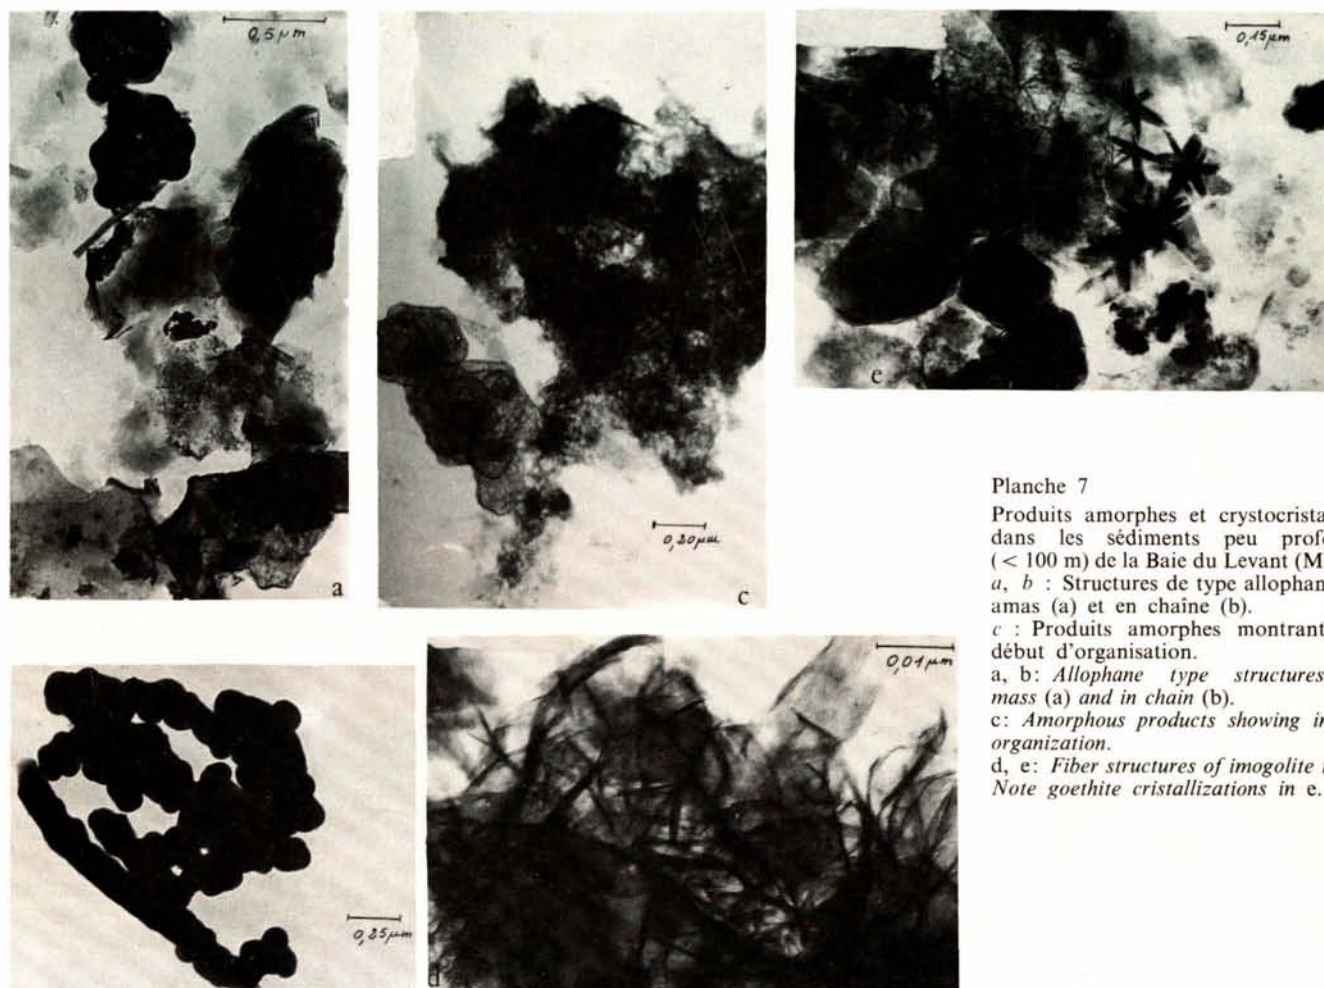 0,5 µm
a
0,20 µm
c
0,15 µm
e
Planche 7
Produits amorphes et crystocrista
dans les sédiments peu profo
(< 100 m) de la Baie du Levant (M
a, b : Structures de type allophan
amas (a) et en chaîne (b).
c : Produits amorphes montrant
début d'organisation.
a, b: Allophane type structures
mass (a) and in chain (b).
c: Amorphous products showing in
organization.
d, e: Fiber structures of imogolite
Note goethite cristallizations in e.
0,25 µm
0,01 µm
d